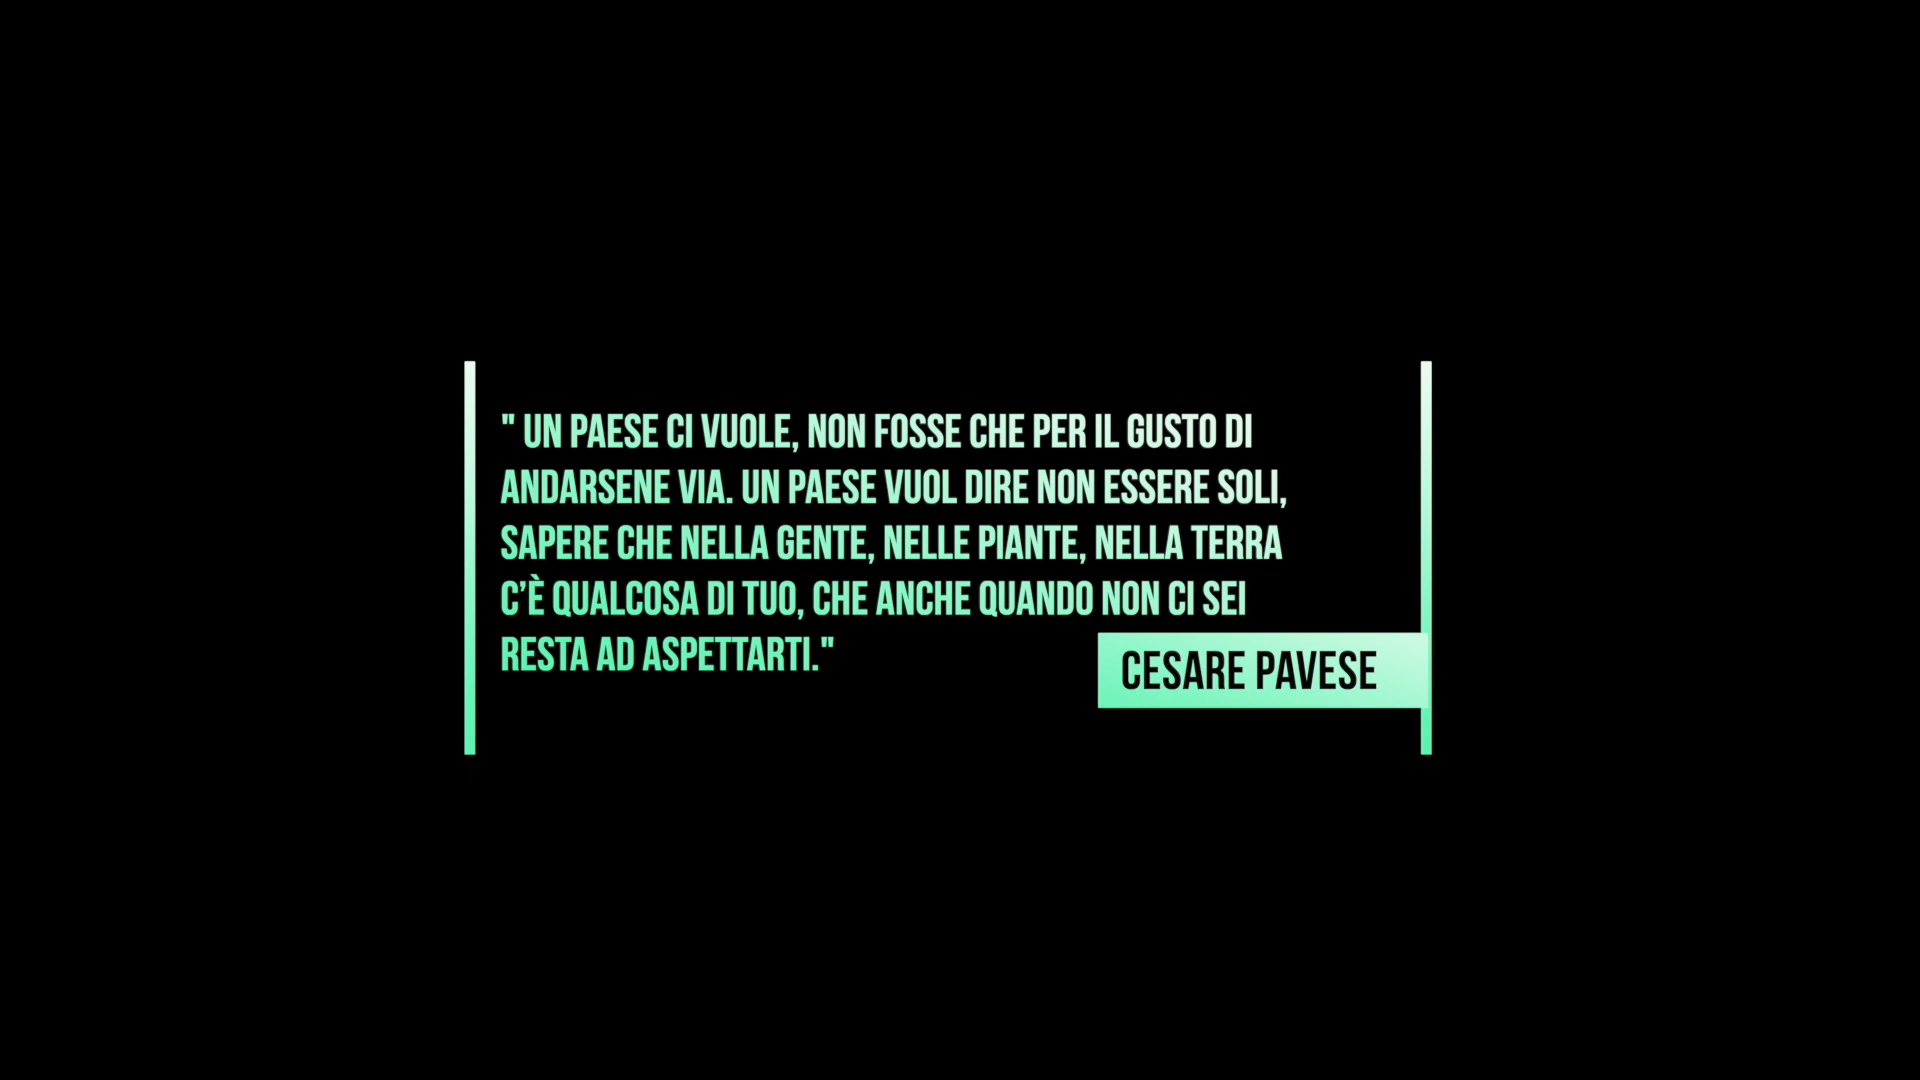 " UN PAESE CI VUOLE, NON FOSSE CHE PER IL GUSTO DI
ANDARSENE VIA. UN PAESE VUOL DIRE NON ESSERE SOLI,
SAPERE CHE NELLA GENTE, NELLE PIANTE, NELLA TERRA
C’È QUALCOSA DI TUO, CHE ANCHE QUANDO NON CI SEI
RESTA AD ASPETTARTI."
CESARE PAVESE